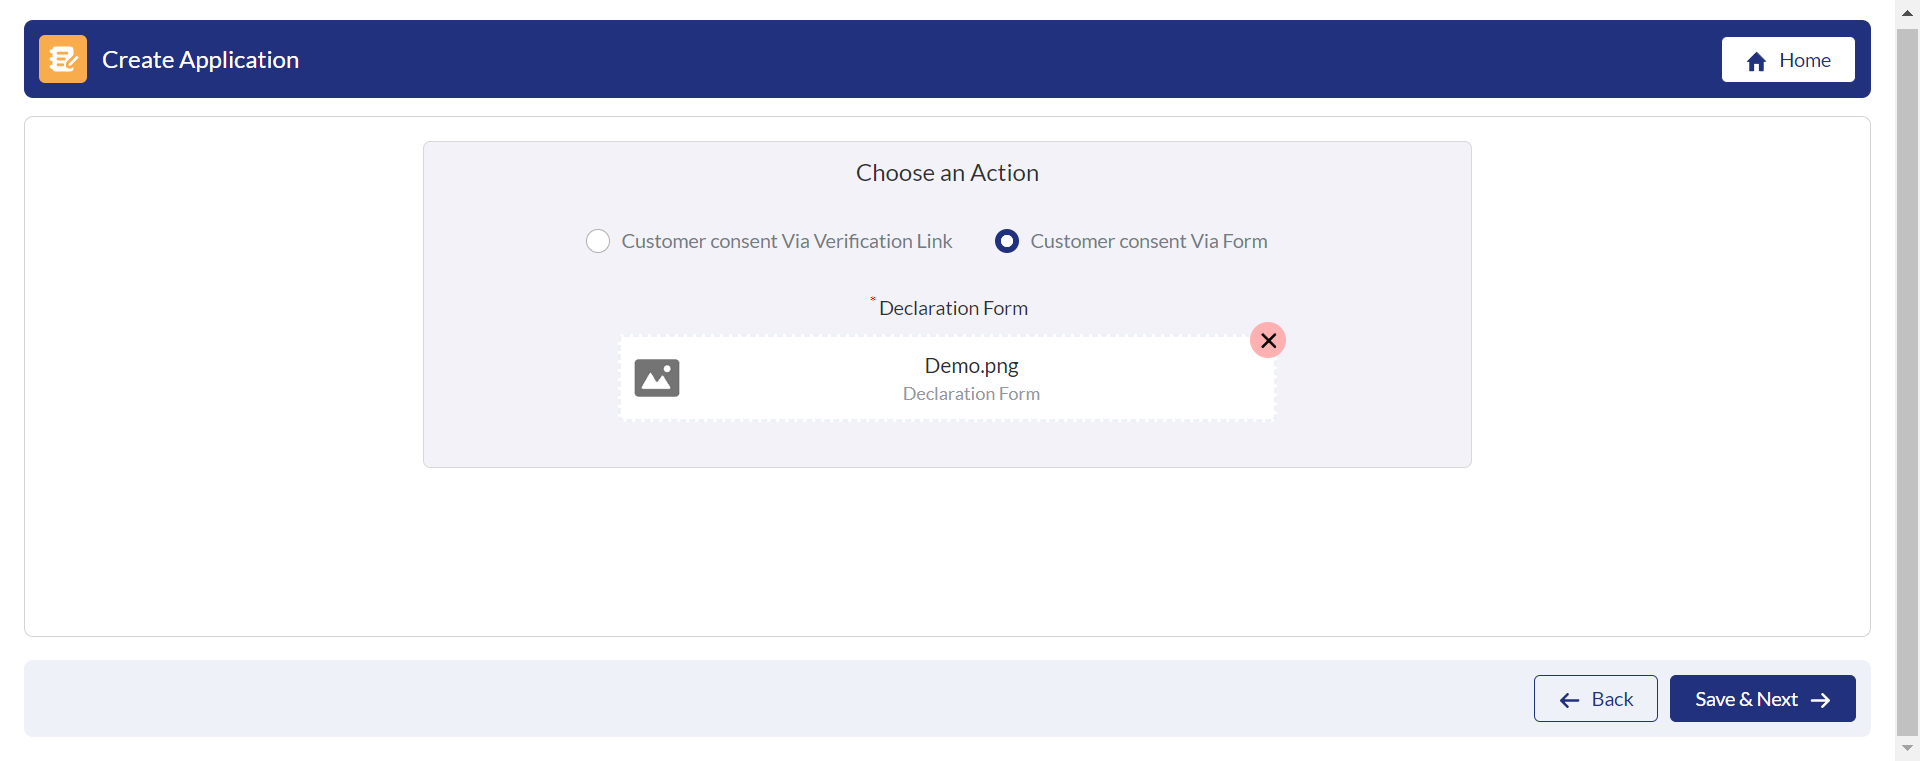 Create Application
Home
Choose an Action
Customer consent Via Verification Link
Customer consent Via Form
* Declaration Form
Demo.png
Declaration Form
Back
Save & Next